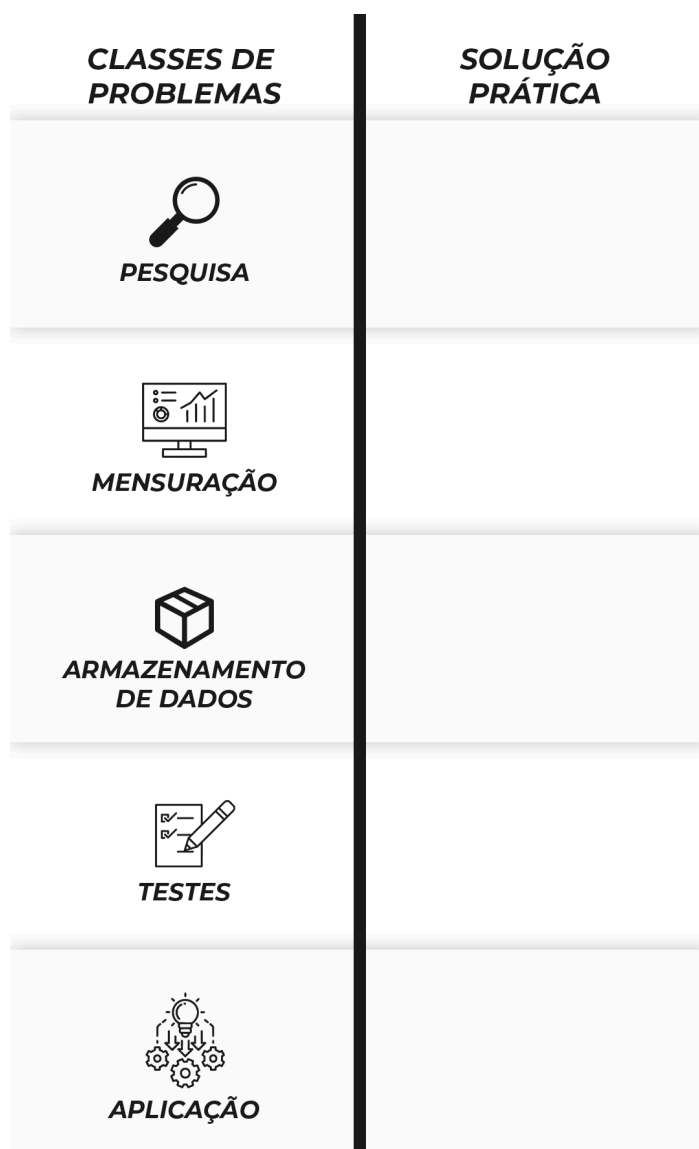 CLASSES DE
PROBLEMAS
SOLUÇÃO
PRÁTICA
PESQUISA
MENSURAÇÃO
ARMAZENAMENTO
DE DADOS
TESTES
APLICAÇÃO